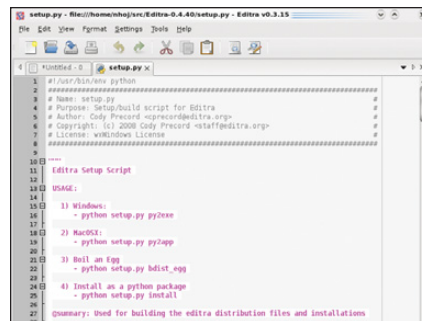 setup.py - file:///home/nhoj/src/Editra-0.4.40/setup.py - Editra v0.3.15
File Edit View Format Settings Tools Help
*Untitled - 0 setup.py
1 #!/usr/bin/env python
2 ###############################################################################
3 # Name: setup.py #
4 # Purpose: Setup/build script for Editra #
5 # Author: Cody Precord <cprecord@editra.org> #
6 # Copyright: (c) 2008 Cody Precord <staff@editra.org> #
7 # License: wxWindows License #
8 ###############################################################################
9
10 """
11 Editra Setup Script
12
13 USAGE:
14
15 1) Windows:
16 - python setup.py py2exe
17
18 2) MacOSX:
19 - python setup.py py2app
20
21 3) Boil an Egg
22 - python setup.py bdist_egg
23
24 4) Install as a python package
25 - python setup.py install
26
27 @summary: Used for building the editra distribution files and installations